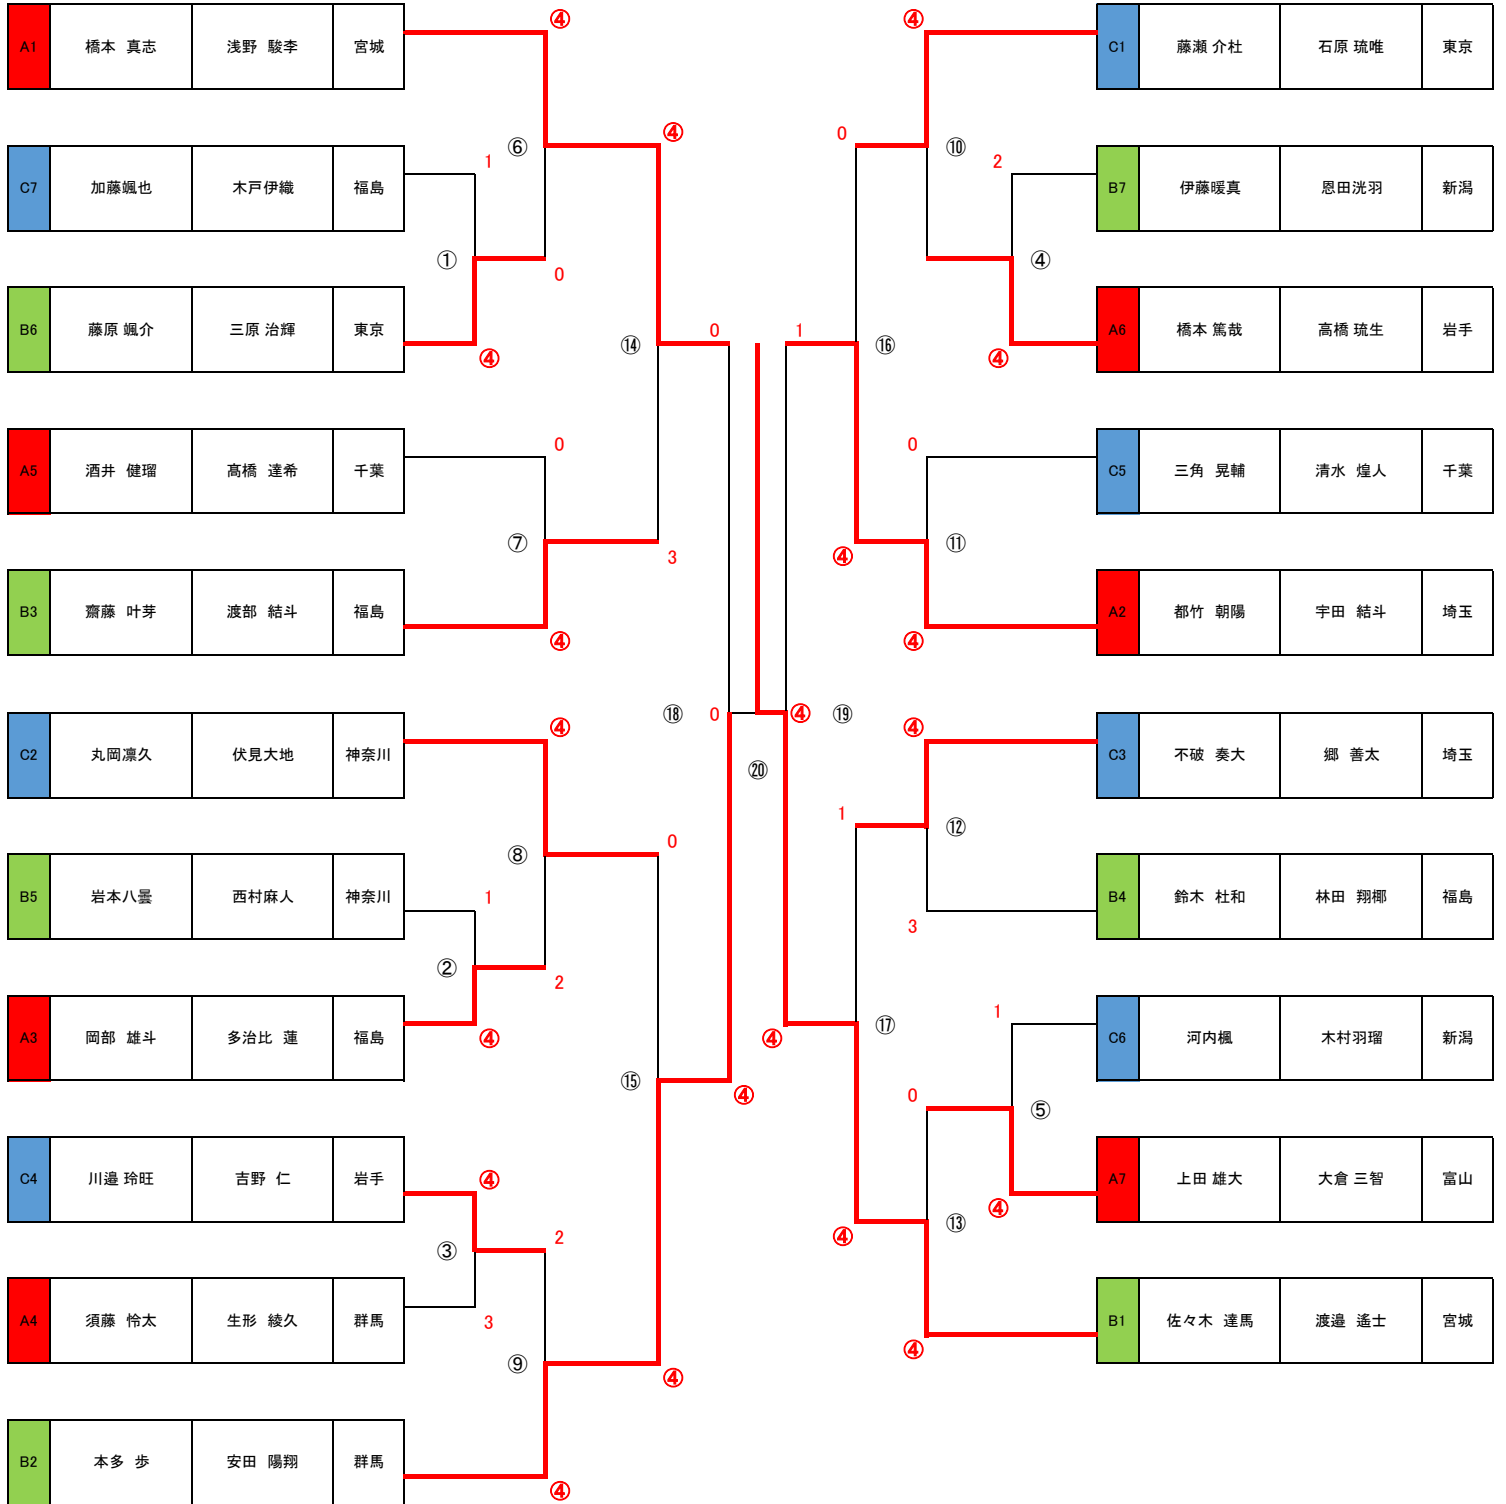 A1 橋本 真志 浅野 駿李 宮城
④
④
C1 藤瀬 介杜 石原 琉唯 東京
④
0
C7 加藤颯也 木戸伊織 福島
1
⑥
⑩
2
B7 伊藤暖真 恩田洸羽 新潟
①
0
④
B6 藤原 颯介 三原 治輝 東京
④
⑭
0
1
⑯
④
A6 橋本 篤哉 高橋 琉生 岩手
A5 酒井 健瑠 髙橋 達希 千葉
0
0
C5 三角 晃輔 清水 煌人 千葉
⑦
3
④
⑪
B3 齋藤 叶芽 渡部 結斗 福島
④
④
A2 都竹 朝陽 宇田 結斗 埼玉
C2 丸岡凛久 伏見大地 神奈川
④
⑱
0
④
⑲
④
C3 不破 奏大 郷 善太 埼玉
⑳
⑧
0
1
⑫
B5 岩本八曇 西村麻人 神奈川
1
3
B4 鈴木 杜和 林田 翔梛 福島
②
2
A3 岡部 雄斗 多治比 蓮 福島
④
④
⑰
1
C6 河内楓 木村羽瑠 新潟
⑮
④
0
⑤
C4 川邉 玲旺 吉野 仁 岩手
④
④
A7 上田 雄大 大倉 三智 富山
③
2
④
⑬
A4 須藤 怜太 生形 綾久 群馬
3
④
B1 佐々木 達馬 渡邉 遙士 宮城
⑨
④
B2 本多 歩 安田 陽翔 群馬
④